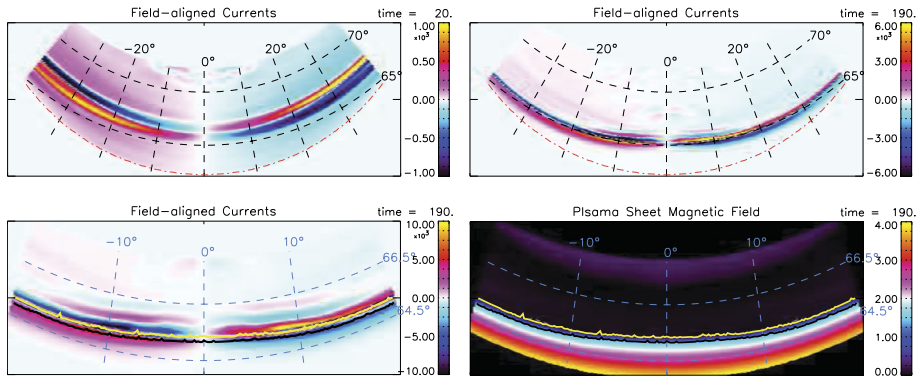 Field-aligned Currents time = 20.
−20° 0° 20° 70° 65°
1.00
×10³
0.50
0.00
−0.50
−1.00
Field-aligned Currents time = 190.
−20° 0° 20° 70° 65°
6.00
×10³
3.00
0.00
−3.00
−6.00
Field-aligned Currents time = 190.
−10° 0° 10° 66.5° 64.5°
10.00
×10³
5.00
0.00
−5.00
−10.00
Plsama Sheet Magnetic Field time = 190.
−10° 0° 10° 66.5° 64.5°
4.00
3.00
2.00
1.00
0.00